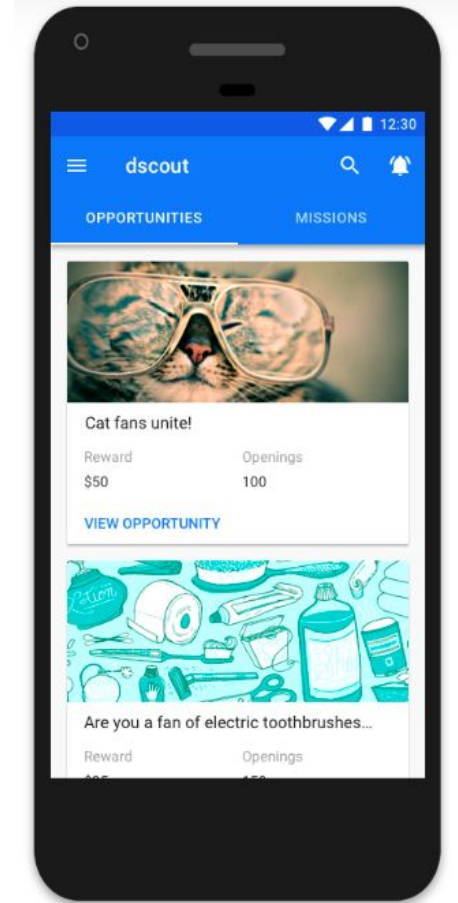 12:30
dscout
OPPORTUNITIES MISSIONS
Cat fans unite!
Reward Openings
$50 100
VIEW OPPORTUNITY
Lotion
Are you a fan of electric toothbrushes…
Reward Openings